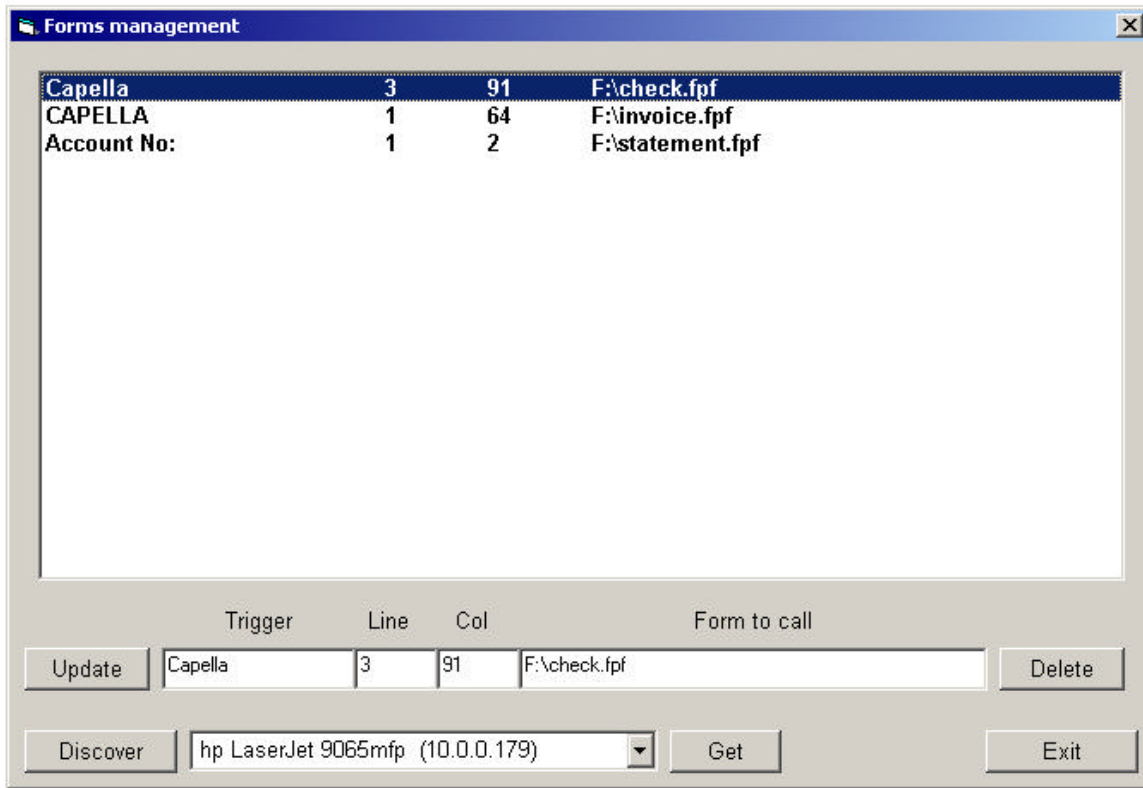 Forms management
Capella 3 91 F:\check.fpf
CAPELLA 1 64 F:\invoice.fpf
Account No: 1 2 F:\statement.fpf
Trigger Line Col Form to call
Update Capella 3 91 F:\check.fpf Delete
Discover hp LaserJet 9065mfp (10.0.0.179) Get Exit